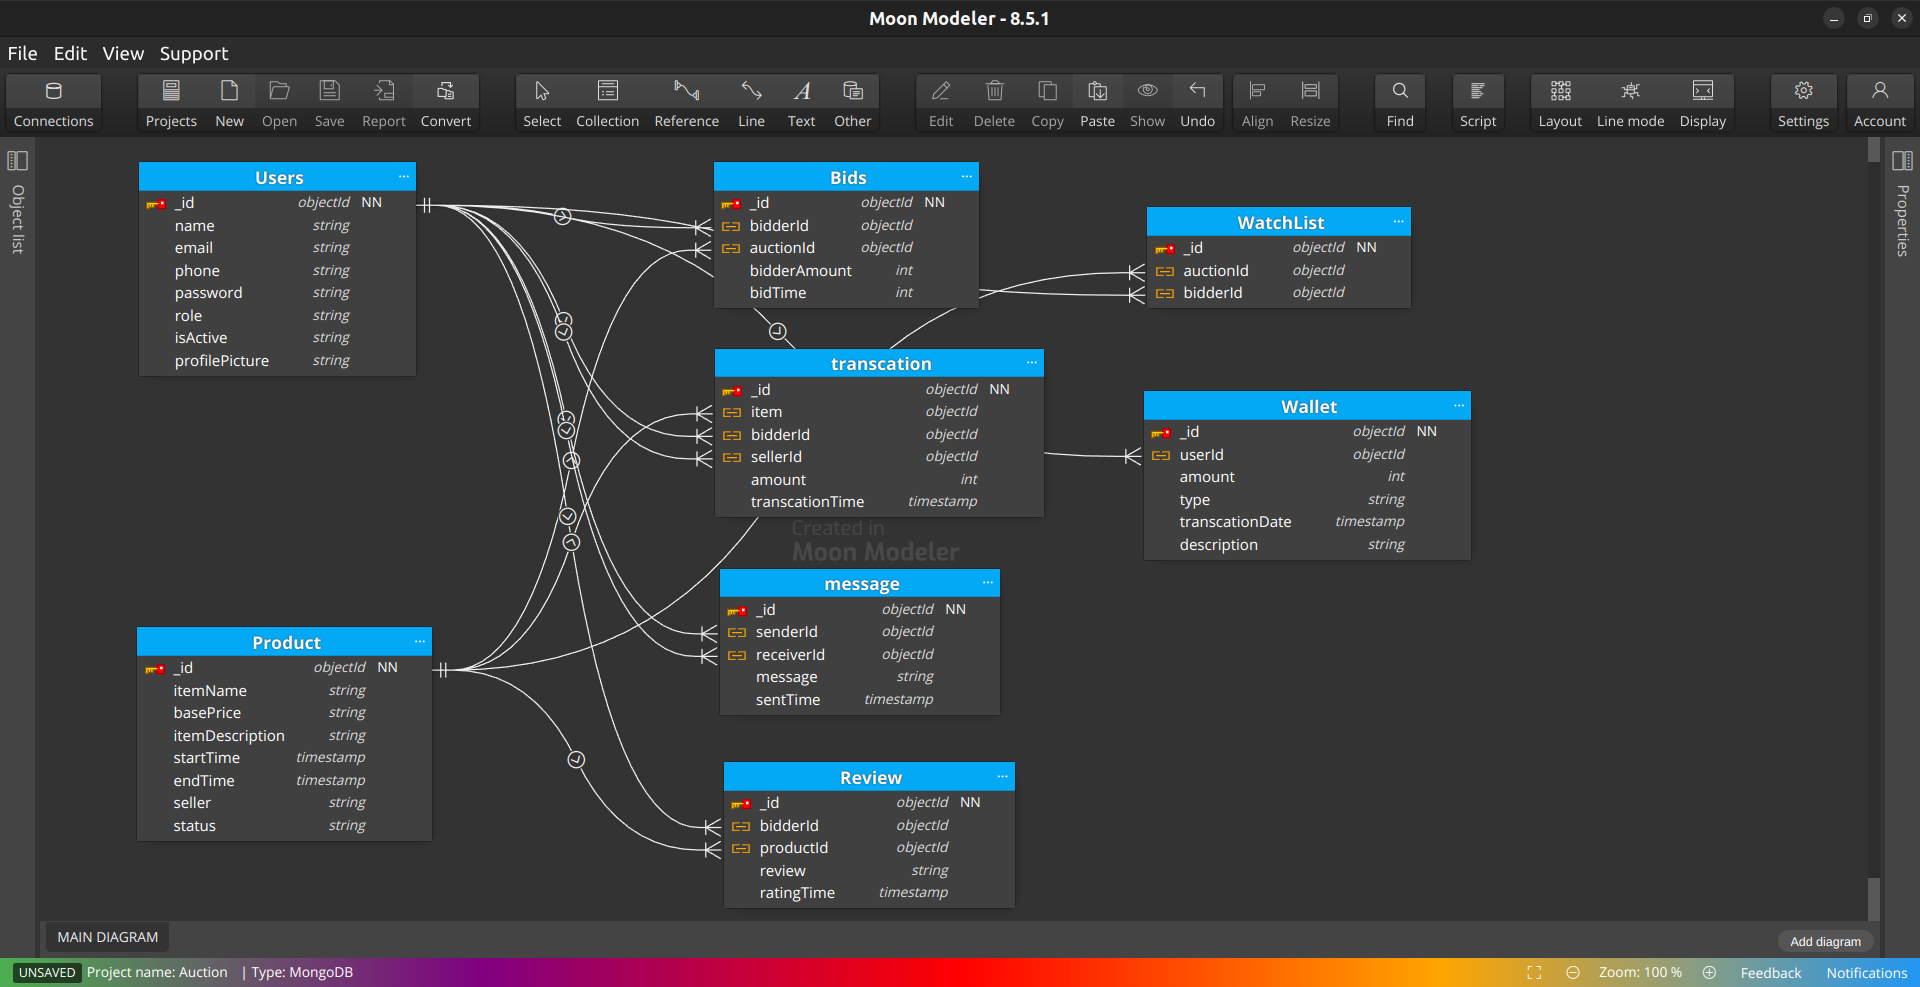 Moon Modeler - 8.5.1
File Edit View Support
Connections Projects New Open Save Report Convert Select Collection Reference Line Text Other Edit Delete Copy Paste Show Undo Align Resize Find Script Layout Line mode Display Settings Account
Object list
Properties
Users ...
_id objectId NN
name string
email string
phone string
password string
role string
isActive string
profilePicture string
Bids ...
_id objectId NN
bidderId objectId
auctionId objectId
bidderAmount int
bidTime int
WatchList ...
_id objectId NN
auctionId objectId
bidderId objectId
transcation ...
_id objectId NN
item objectId
bidderId objectId
sellerId objectId
amount int
transcationTime timestamp
Wallet ...
_id objectId NN
userId objectId
amount int
type string
transcationDate timestamp
description string
Created in
Moon Modeler
message ...
_id objectId NN
senderId objectId
receiverId objectId
message string
sentTime timestamp
Product ...
_id objectId NN
itemName string
basePrice string
itemDescription string
startTime timestamp
endTime timestamp
seller string
status string
Review ...
_id objectId NN
bidderId objectId
productId objectId
review string
ratingTime timestamp
MAIN DIAGRAM
Add diagram
UNSAVED Project name: Auction | Type: MongoDB
Zoom: 100 % Feedback Notifications